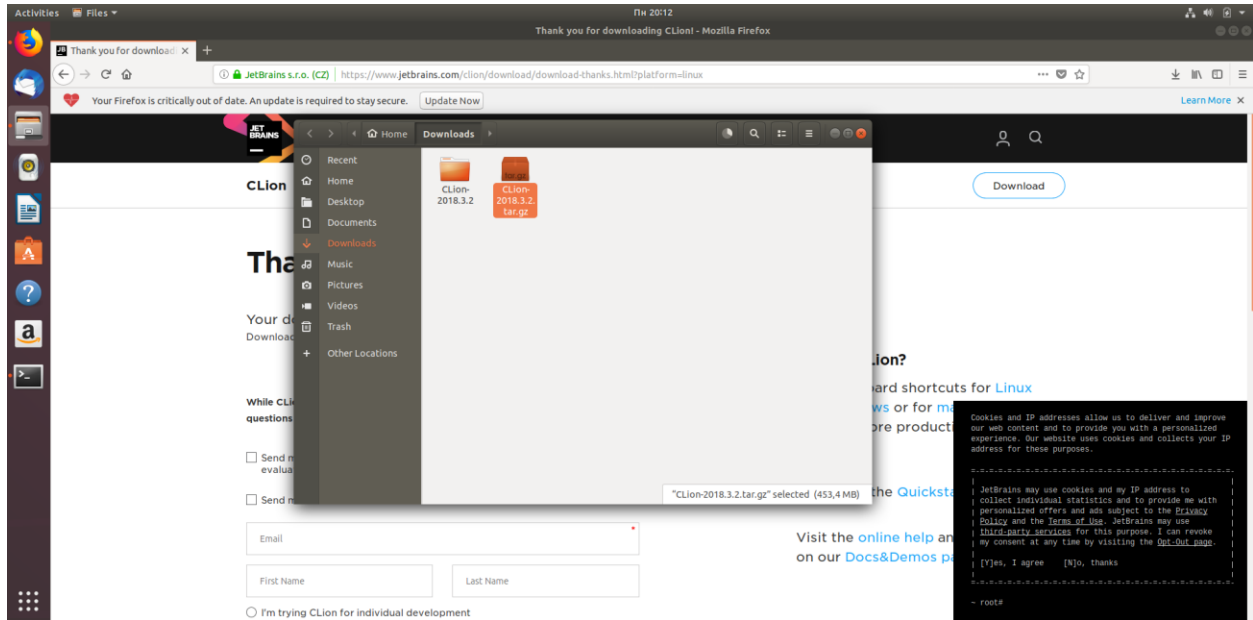 Activities
Files
Пн 20:12
Thank you for downloading CLion! - Mozilla Firefox
JB
Thank you for download
JetBrains s.r.o. (CZ)
https://www.jetbrains.com/clion/download/download-thanks.html?platform=linux
Your Firefox is critically out of date. An update is required to stay secure.
Update Now
Learn More
JET
BRAINS
Home
Downloads
CLion
Download
Recent
Home
Desktop
Documents
Downloads
Music
Pictures
Videos
Trash
Other Locations
CLion-
2018.3.2
tar.gz
CLion-
2018.3.2.
tar.gz
"CLion-2018.3.2.tar.gz" selected (453,4 MB)
Tha
Your d
Downloa
While CLi
questions
Send m
evalua
Send m
Email
*
First Name
Last Name
I'm trying CLion for individual development
Lion?
ard shortcuts for Linux
ws or for ma
ore producti
the Quicksta
Visit the online help an
on our Docs&Demos pa
Cookies and IP addresses allow us to deliver and improve
our web content and to provide you with a personalized
experience. Our website uses cookies and collects your IP
address for these purposes.
JetBrains may use cookies and my IP address to
collect individual statistics and to provide me with
personalized offers and ads subject to the Privacy
Policy and the Terms of Use. JetBrains may use
third-party services for this purpose. I can revoke
my consent at any time by visiting the Opt-Out page.
[Y]es, I agree [N]o, thanks
~ root#